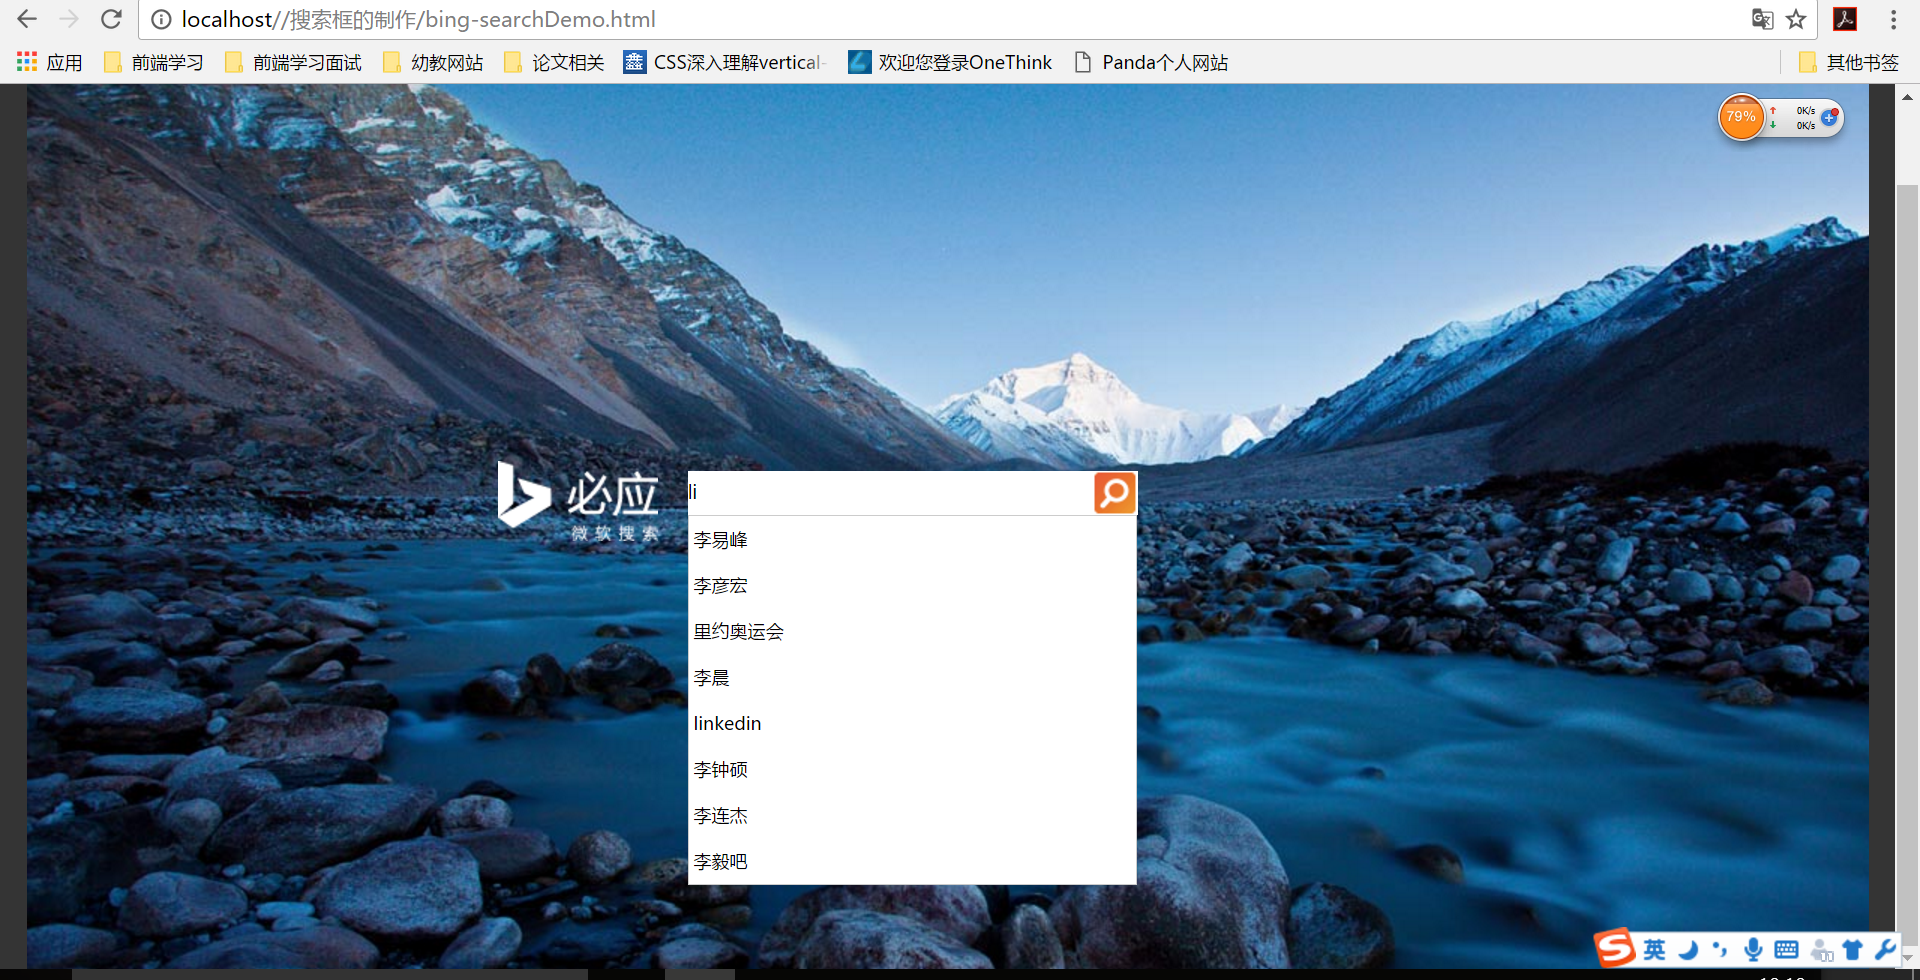 localhost//搜索框的制作/bing-searchDemo.html
应用 前端学习 前端学习面试 幼教网站 论文相关 CSS深入理解vertical- 欢迎您登录OneThink Panda个人网站 其他书签
79% 0K/s
0K/s
必应
微软搜索
li
李易峰
李彦宏
里约奥运会
李晨
linkedin
李钟硕
李连杰
李毅吧
英